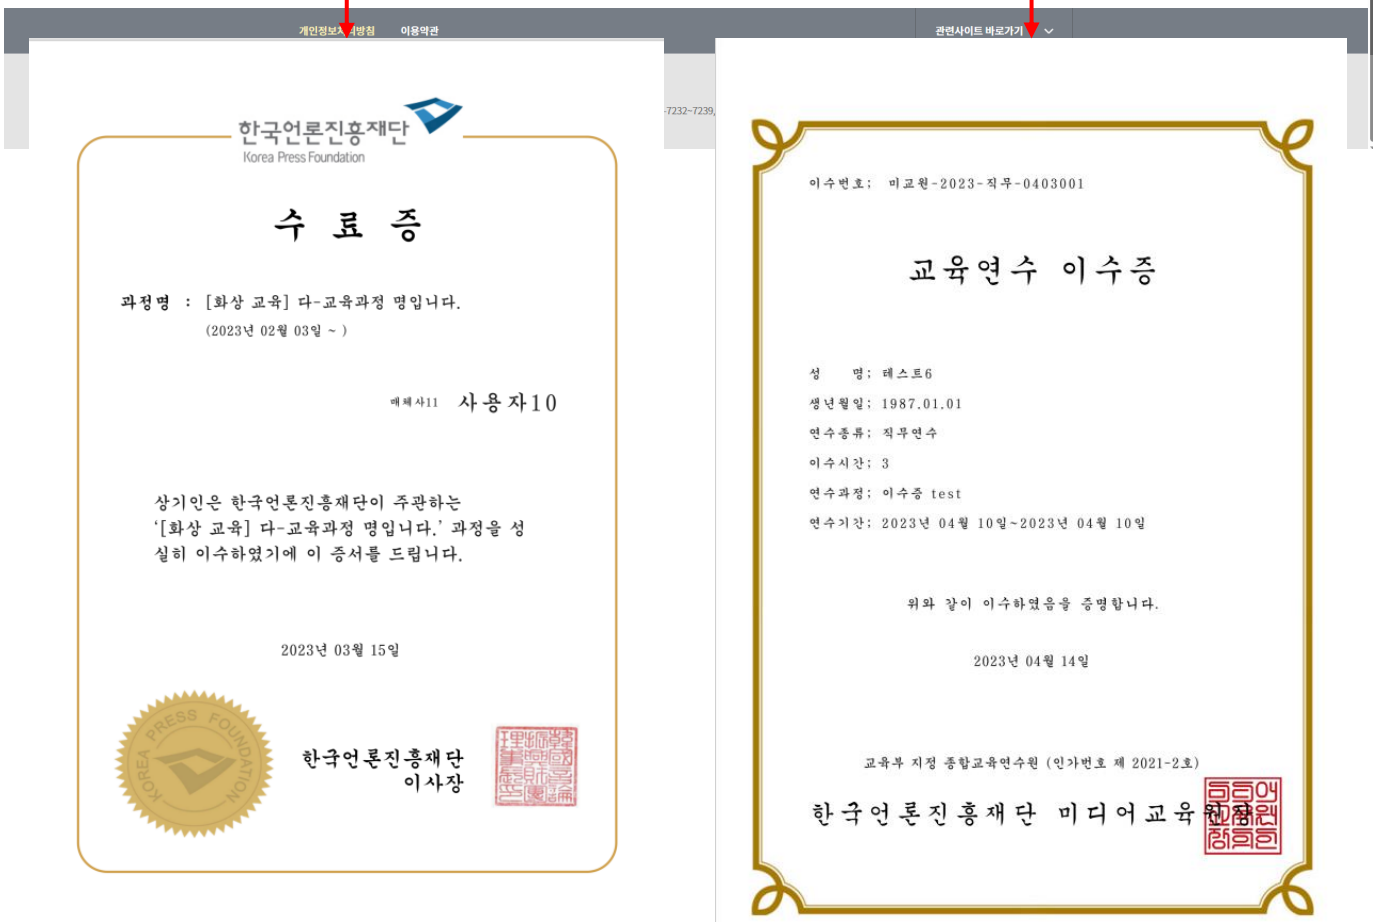 개인정보처리방침 이용약관
관련사이트 바로가기
-7232~7239,
한국언론진흥재단
Korea Press Foundation
수 료 증
과정명 : [화상 교육] 다-교육과정 명입니다.
(2023년 02월 03일 ~ )
매체사11 사용자10
상기인은 한국언론진흥재단이 주관하는
'[화상 교육] 다-교육과정 명입니다.' 과정을 성
실히 이수하였기에 이 증서를 드립니다.
2023년 03월 15일
KOREA PRESS FOUNDATION
한국언론진흥재단
이사장
이수번호; 미교원-2023-직무-0403001
교육연수 이수증
성 명; 테스트6
생년월일; 1987.01.01
연수종류; 직무연수
이수시간; 3
연수과정; 이수증 test
연수기간; 2023년 04월 10일~2023년 04월 10일
위와 같이 이수하였음을 증명합니다.
2023년 04월 14일
교육부 지정 종합교육연수원 (인가번호 제 2021-2호)
한국언론진흥재단 미디어교육원장